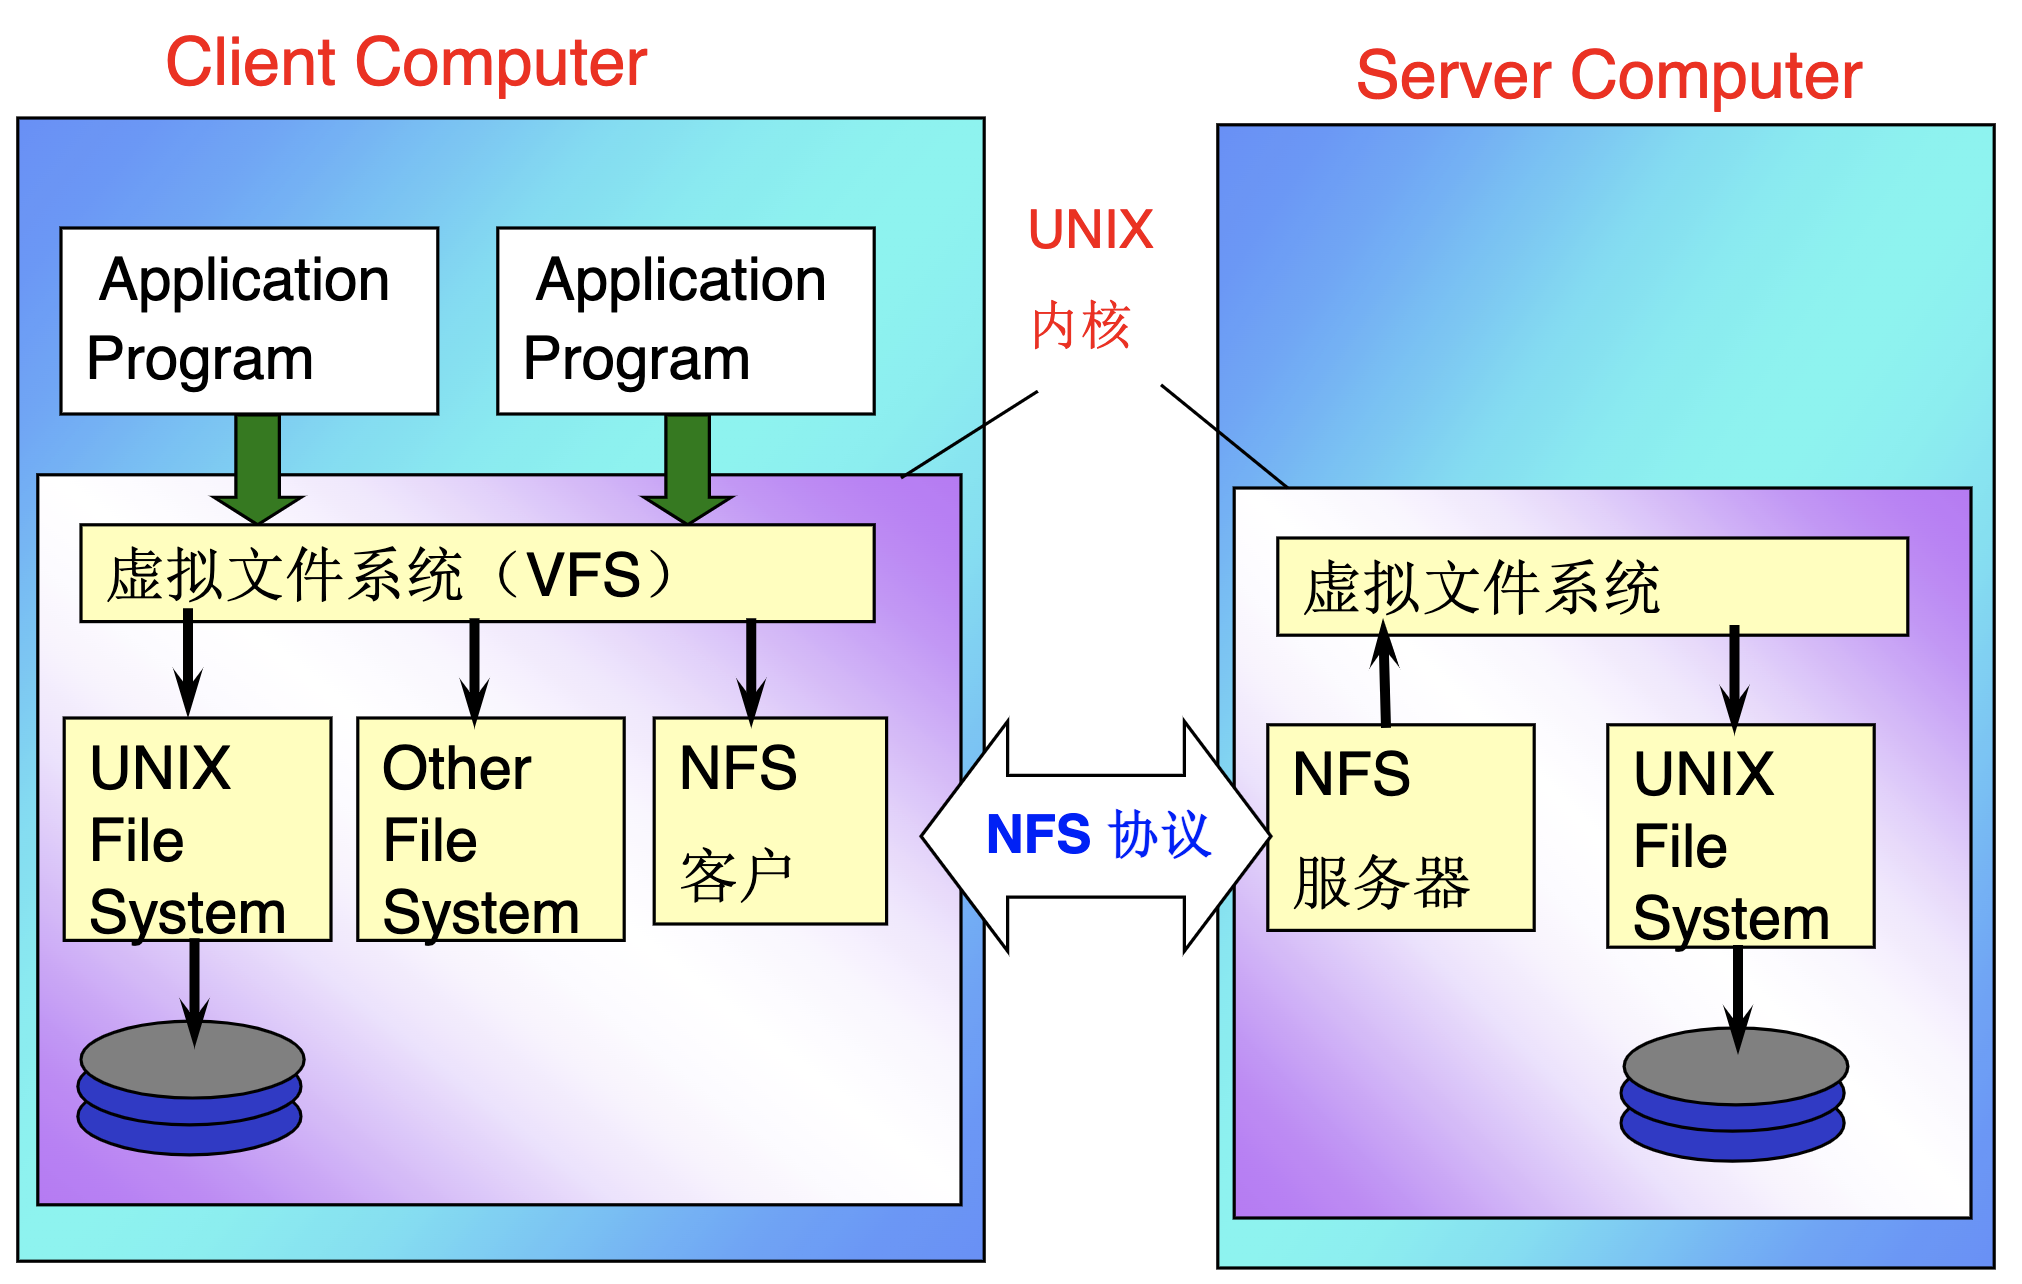 Client Computer
Server Computer
UNIX
内核
Application
Program
Application
Program
虚拟文件系统（VFS）
UNIX
File
System
Other
File
System
NFS
客户
NFS 协议
虚拟文件系统
NFS
服务器
UNIX
File
System